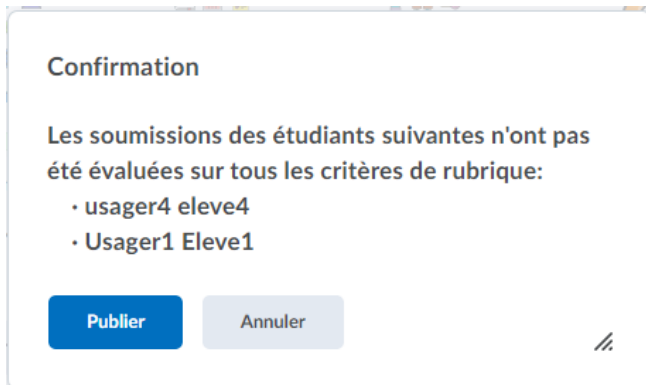 Confirmation
Les soumissions des étudiants suivantes n'ont pas
été évaluées sur tous les critères de rubrique:
· usager4 eleve4
· Usager1 Eleve1
Publier
Annuler